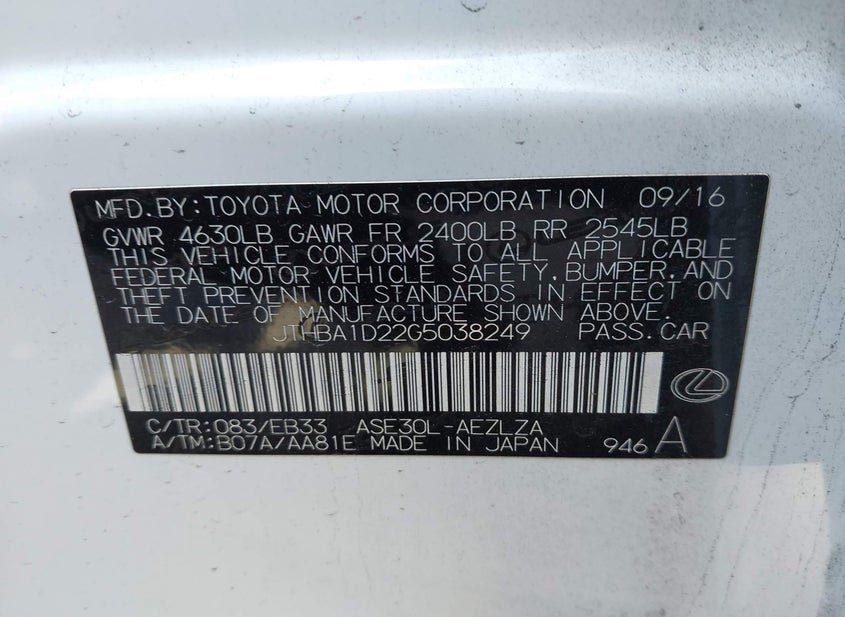 MFD.BY:TOYOTA MOTOR CORPORATION 09/16
GVWR 4630LB GAWR FR 2400LB RR 2545LB
THIS VEHICLE CONFORMS TO ALL APPLICABLE
FEDERAL MOTOR VEHICLE SAFETY, BUMPER, AND
THEFT PREVENTION STANDARDS IN EFFECT ON
THE DATE OF MANUFACTURE SHOWN ABOVE.
JTHBA1D22G5038249 PASS.CAR
C/TR:083/EB33 ASE30L-AEZLZA
A/TM:B07A/AA81E MADE IN JAPAN 946 A